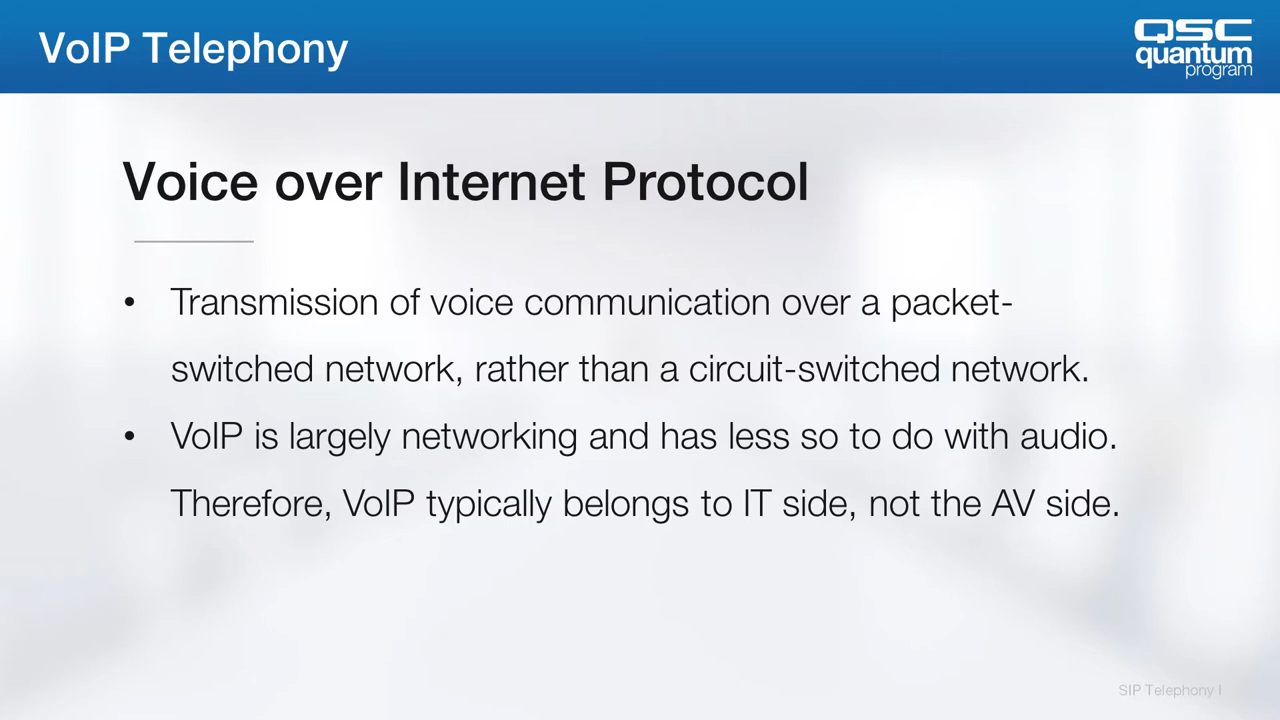 VoIP Telephony
QSC
quantum
program
Voice over Internet Protocol
• Transmission of voice communication over a packet-
switched network, rather than a circuit-switched network.
• VoIP is largely networking and has less so to do with audio.
Therefore, VoIP typically belongs to IT side, not the AV side.
SIP Telephony I